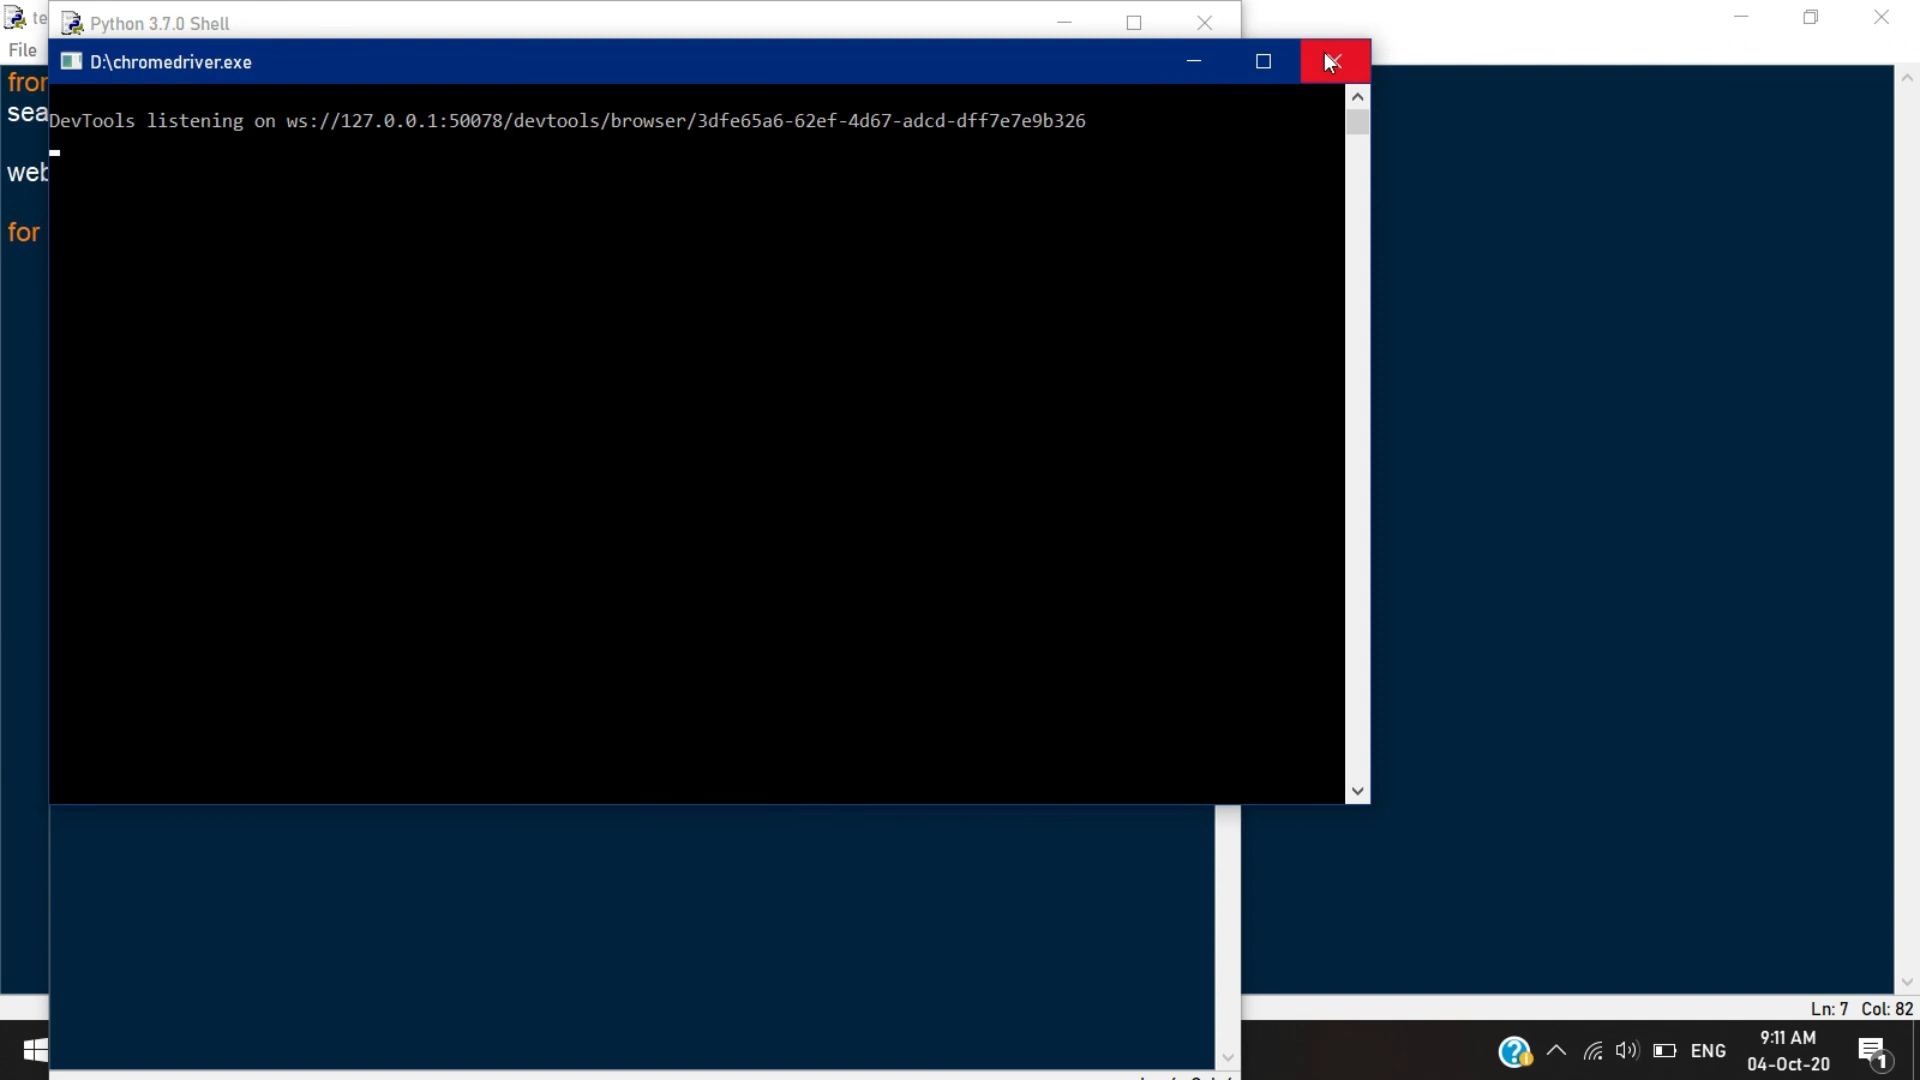 te
Python 3.7.0 Shell
File
D:\chromedriver.exe
from
sea
DevTools listening on ws://127.0.0.1:50078/devtools/browser/3dfe65a6-62ef-4d67-adcd-dff7e7e9b326
web
for
Ln: 7 Col: 82
ENG
9:11 AM
04-Oct-20
1